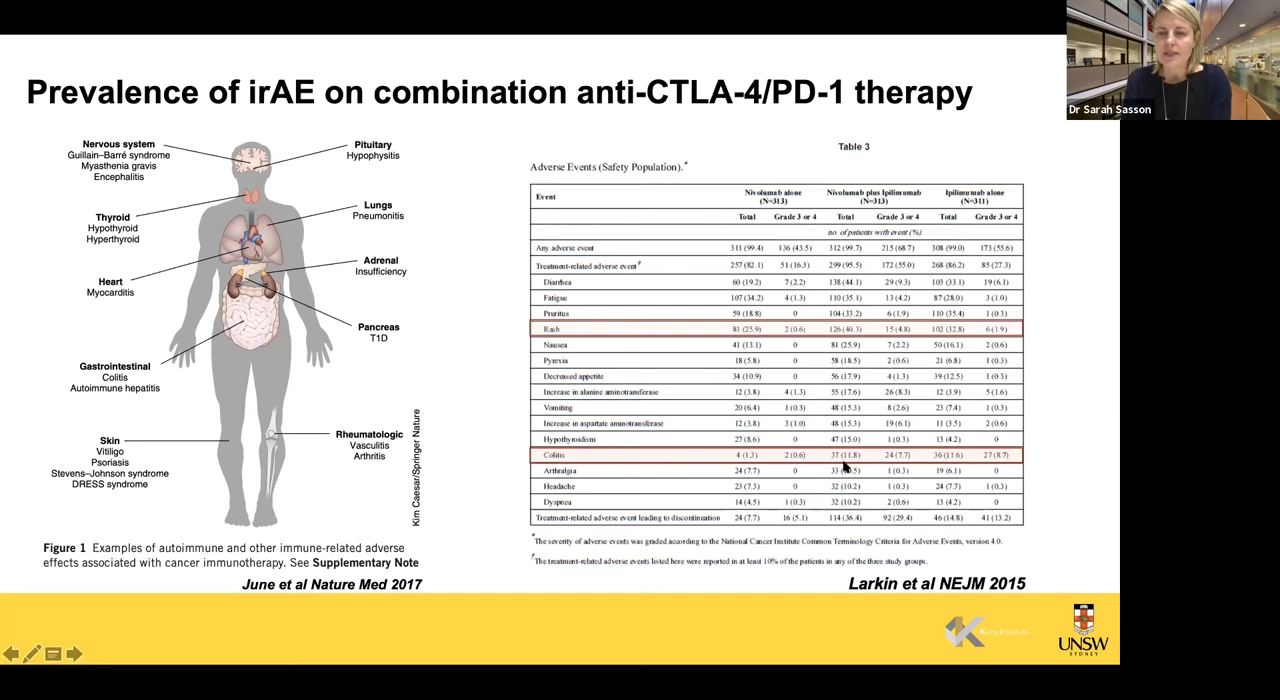 Dr Sarah Sasson
Prevalence of irAE on combination anti-CTLA-4/PD-1 therapy
Nervous system
Guillain–Barré syndrome
Myasthenia gravis
Encephalitis
Pituitary
Hypophysitis
Thyroid
Hypothyroid
Hyperthyroid
Lungs
Pneumonitis
Heart
Myocarditis
Adrenal
Insufficiency
Pancreas
T1D
Gastrointestinal
Colitis
Autoimmune hepatitis
Skin
Vitiligo
Psoriasis
Stevens–Johnson syndrome
DRESS syndrome
Rheumatologic
Vasculitis
Arthritis
Kim Caesar/Springer Nature
Figure 1 Examples of autoimmune and other immune-related adverse
effects associated with cancer immunotherapy. See Supplementary Note
June et al Nature Med 2017
Table 3
Adverse Events (Safety Population).*
Event Nivolumab alone (N=313) Nivolumab plus Ipilimumab (N=313) Ipilimumab alone (N=311)
Total Grade 3 or 4 Total Grade 3 or 4 Total Grade 3 or 4
no. of patients with event (%)
Any adverse event 311 (99.4) 136 (43.5) 312 (99.7) 215 (68.7) 308 (99.0) 173 (55.6)
Treatment-related adverse event† 257 (82.1) 51 (16.3) 299 (95.5) 172 (55.0) 268 (86.2) 85 (27.3)
Diarrhea 60 (19.2) 7 (2.2) 138 (44.1) 29 (9.3) 103 (33.1) 19 (6.1)
Fatigue 107 (34.2) 4 (1.3) 110 (35.1) 13 (4.2) 87 (28.0) 3 (1.0)
Pruritus 59 (18.8) 0 104 (33.2) 6 (1.9) 110 (35.4) 1 (0.3)
Rash 81 (25.9) 2 (0.6) 126 (40.3) 15 (4.8) 102 (32.8) 6 (1.9)
Nausea 41 (13.1) 0 81 (25.9) 7 (2.2) 50 (16.1) 2 (0.6)
Pyrexia 18 (5.8) 0 58 (18.5) 2 (0.6) 21 (6.8) 1 (0.3)
Decreased appetite 34 (10.9) 0 56 (17.9) 4 (1.3) 39 (12.5) 1 (0.3)
Increase in alanine aminotransferase 12 (3.8) 4 (1.3) 55 (17.6) 26 (8.3) 12 (3.9) 5 (1.6)
Vomiting 20 (6.4) 1 (0.3) 48 (15.3) 8 (2.6) 23 (7.4) 1 (0.3)
Increase in aspartate aminotransferase 12 (3.8) 3 (1.0) 48 (15.3) 19 (6.1) 11 (3.5) 2 (0.6)
Hypothyroidism 27 (8.6) 0 47 (15.0) 1 (0.3) 13 (4.2) 0
Colitis 4 (1.3) 2 (0.6) 37 (11.8) 24 (7.7) 36 (11.6) 27 (8.7)
Arthralgia 24 (7.7) 0 33 1 (0.3) 19 (6.1) 0
Headache 23 (7.3) 0 32 (10.2) 1 (0.3) 24 (7.7) 1 (0.3)
Dyspnea 14 (4.5) 1 (0.3) 32 (10.2) 2 (0.6) 13 (4.2) 0
Treatment-related adverse event leading to discontinuation 24 (7.7) 16 (5.1) 114 (36.4) 92 (29.4) 46 (14.8) 41 (13.2)
*The severity of adverse events was graded according to the National Cancer Institute Common Terminology Criteria for Adverse Events, version 4.0.
†The treatment-related adverse events listed here were reported in at least 10% of the patients in any of the three study groups.
Larkin et al NEJM 2015
Kirby Institute
UNSW
SYDNEY